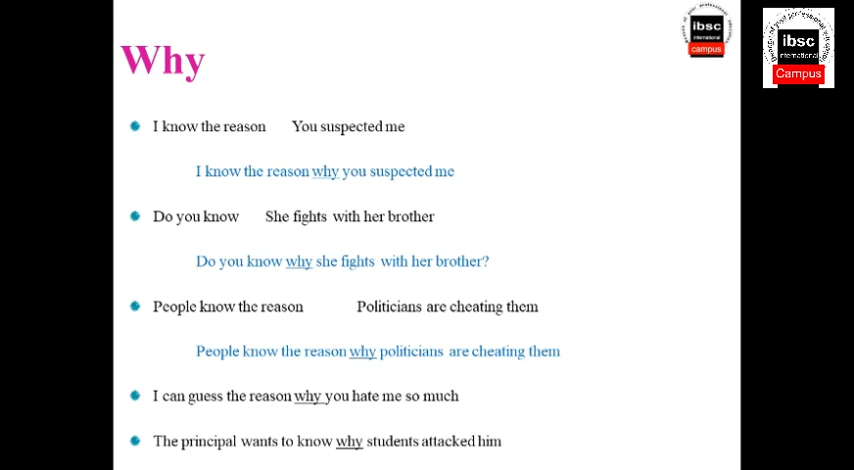 Why
ibsc
international
campus
ibsc
international
Campus
I know the reason You suspected me
I know the reason why you suspected me
Do you know She fights with her brother
Do you know why she fights with her brother?
People know the reason Politicians are cheating them
People know the reason why politicians are cheating them
I can guess the reason why you hate me so much
The principal wants to know why students attacked him